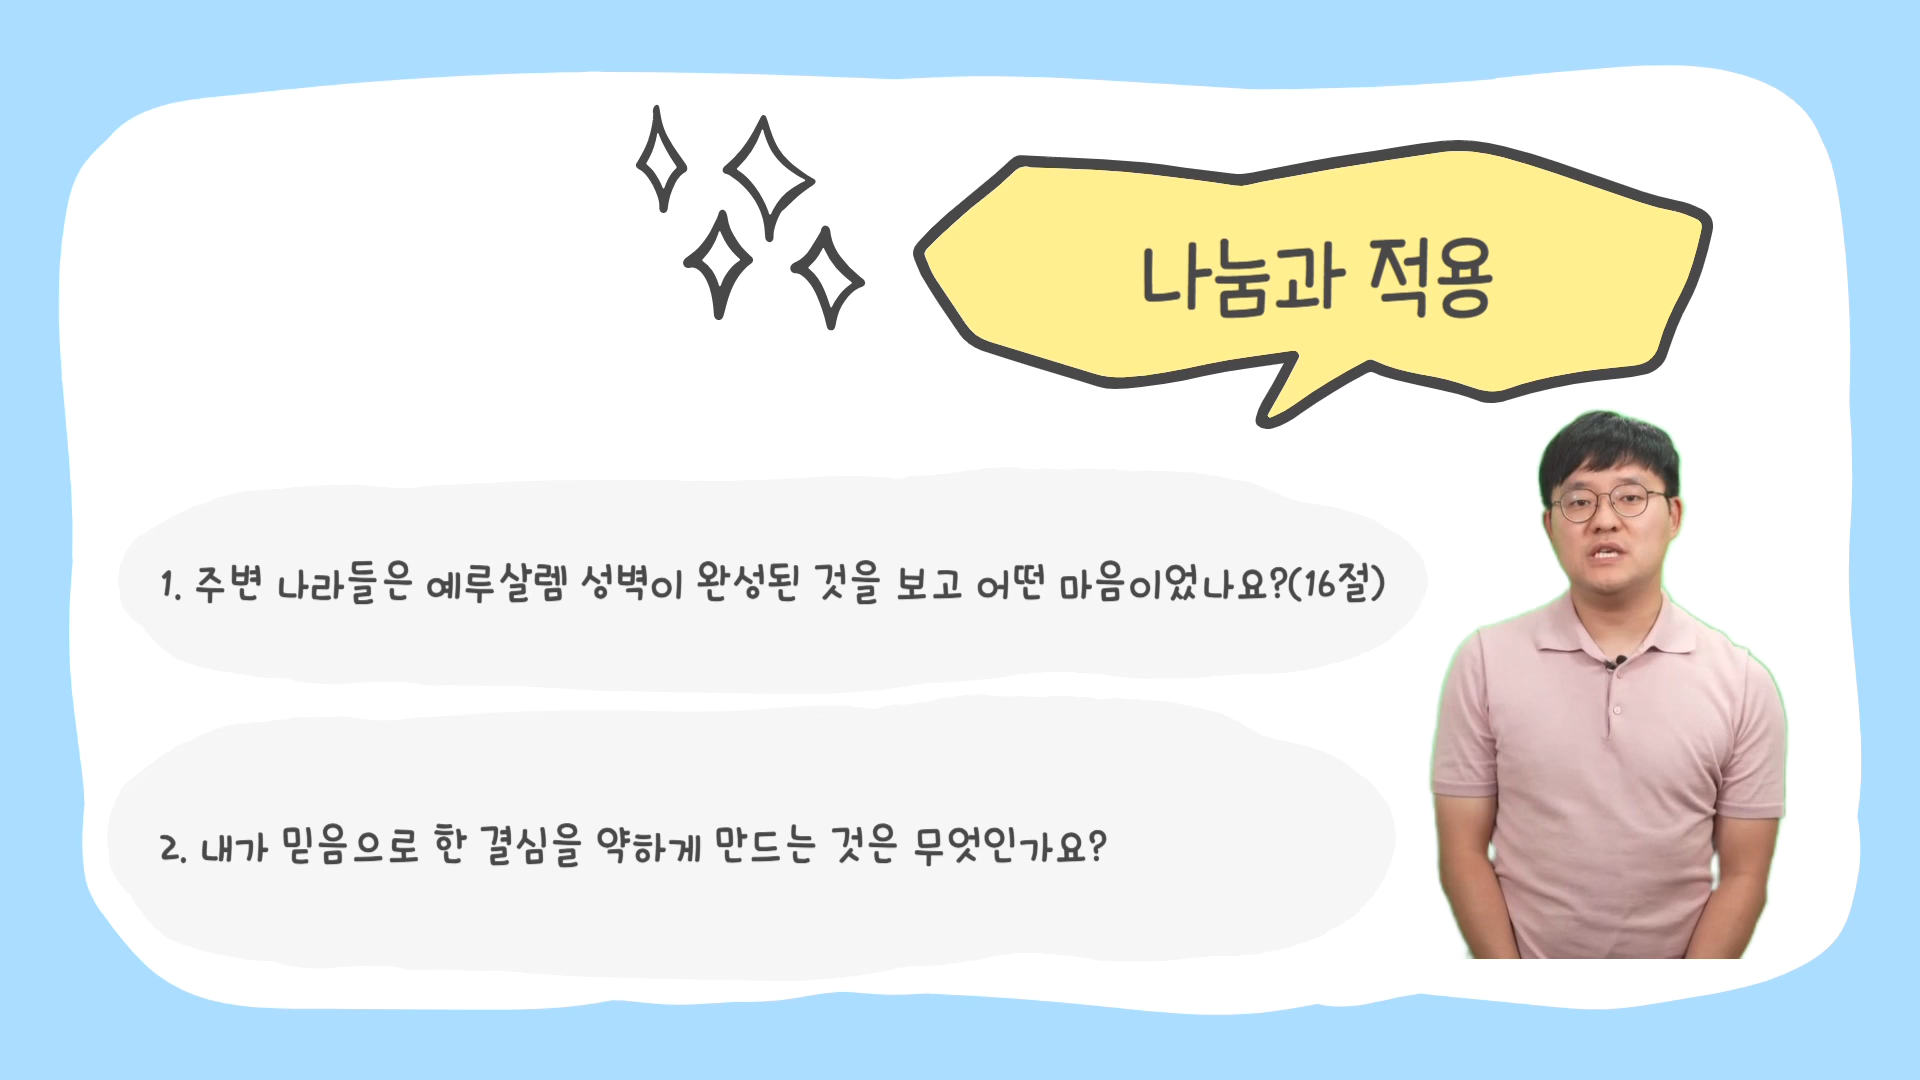 나눔과 적용
1. 주변 나라들은 예루살렘 성벽이 완성된 것을 보고 어떤 마음이었나요?(16절)
2. 내가 믿음으로 한 결심을 약하게 만드는 것은 무엇인가요?